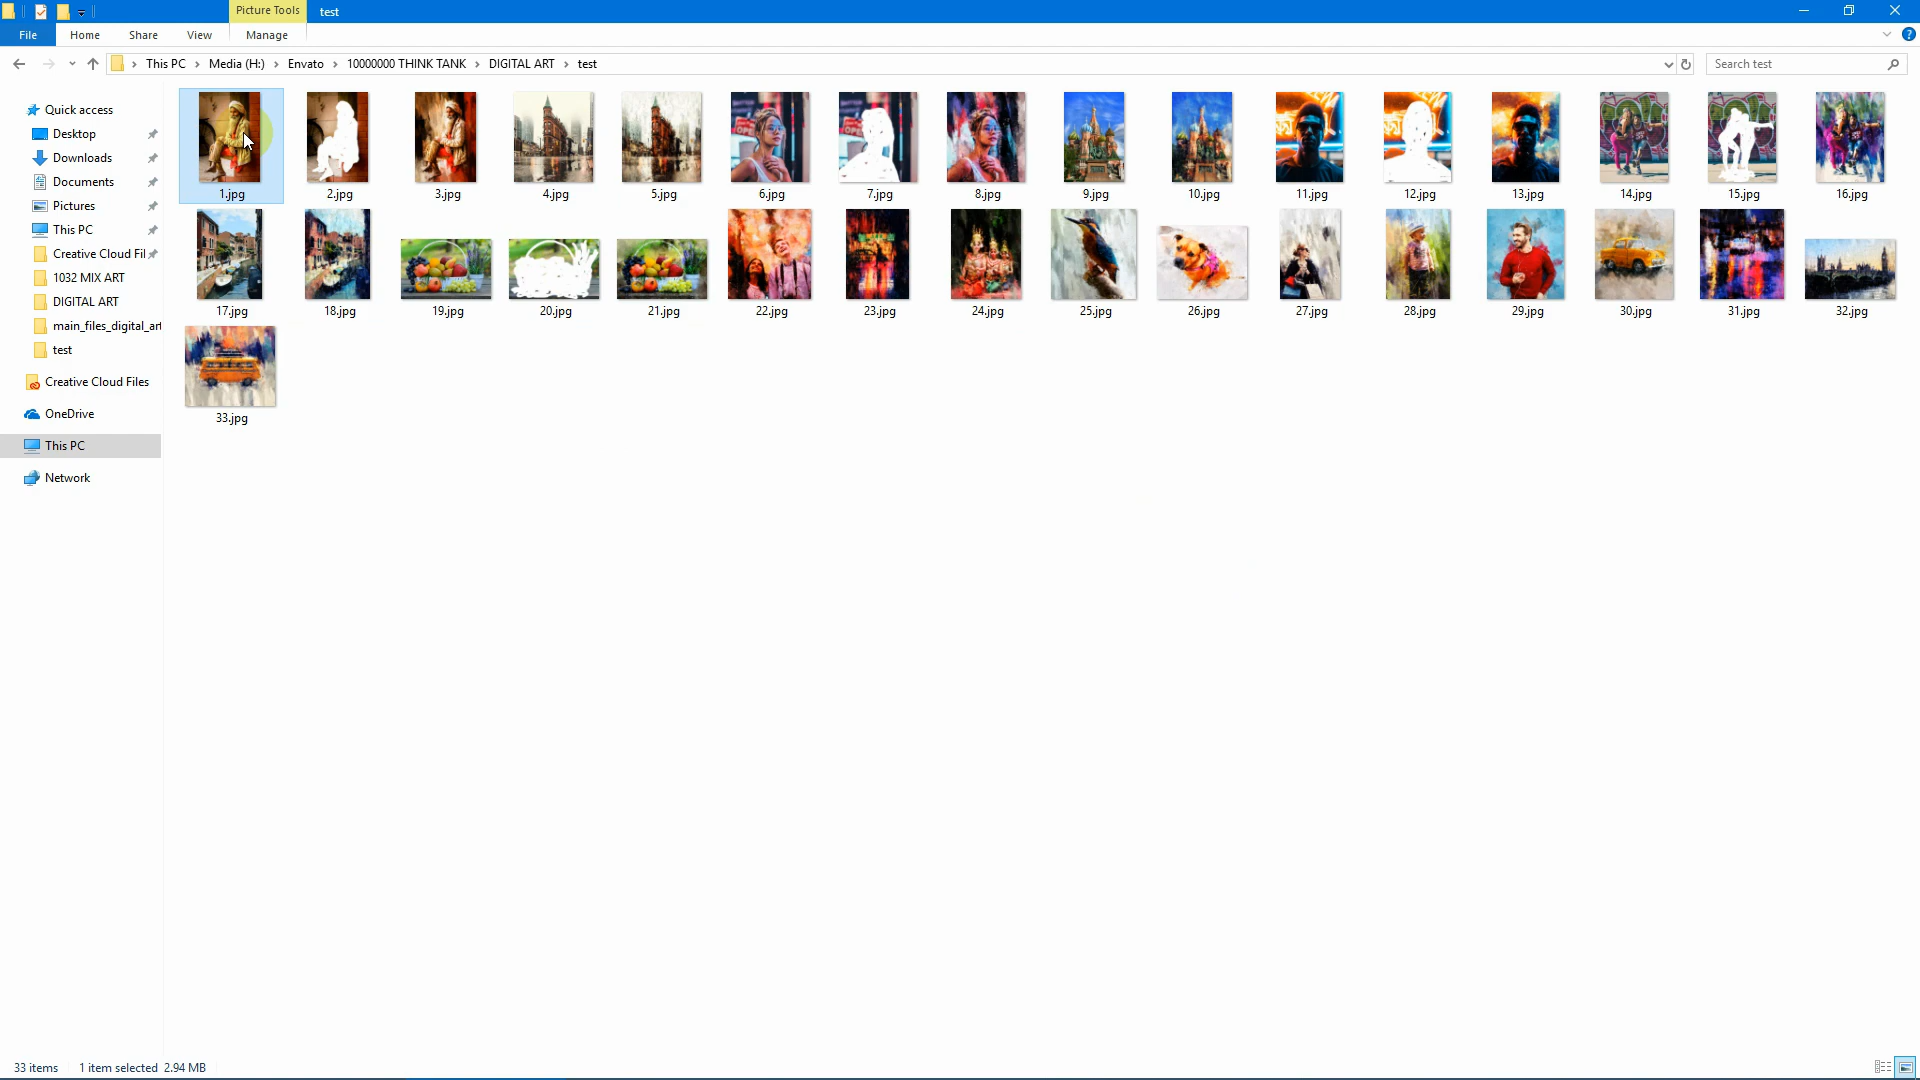 Picture Tools test
File Home Share View Manage
This PC Media (H:) Envato 10000000 THINK TANK DIGITAL ART test Search test
Quick access
Desktop
Downloads
Documents
Pictures
This PC
Creative Cloud Fil
1032 MIX ART
DIGITAL ART
main_files_digital_art
test
Creative Cloud Files
OneDrive
This PC
Network
1.jpg 2.jpg 3.jpg 4.jpg 5.jpg 6.jpg 7.jpg 8.jpg 9.jpg 10.jpg 11.jpg 12.jpg 13.jpg 14.jpg 15.jpg 16.jpg
17.jpg 18.jpg 19.jpg 20.jpg 21.jpg 22.jpg 23.jpg 24.jpg 25.jpg 26.jpg 27.jpg 28.jpg 29.jpg 30.jpg 31.jpg 32.jpg
33.jpg
33 items 1 item selected 2.94 MB